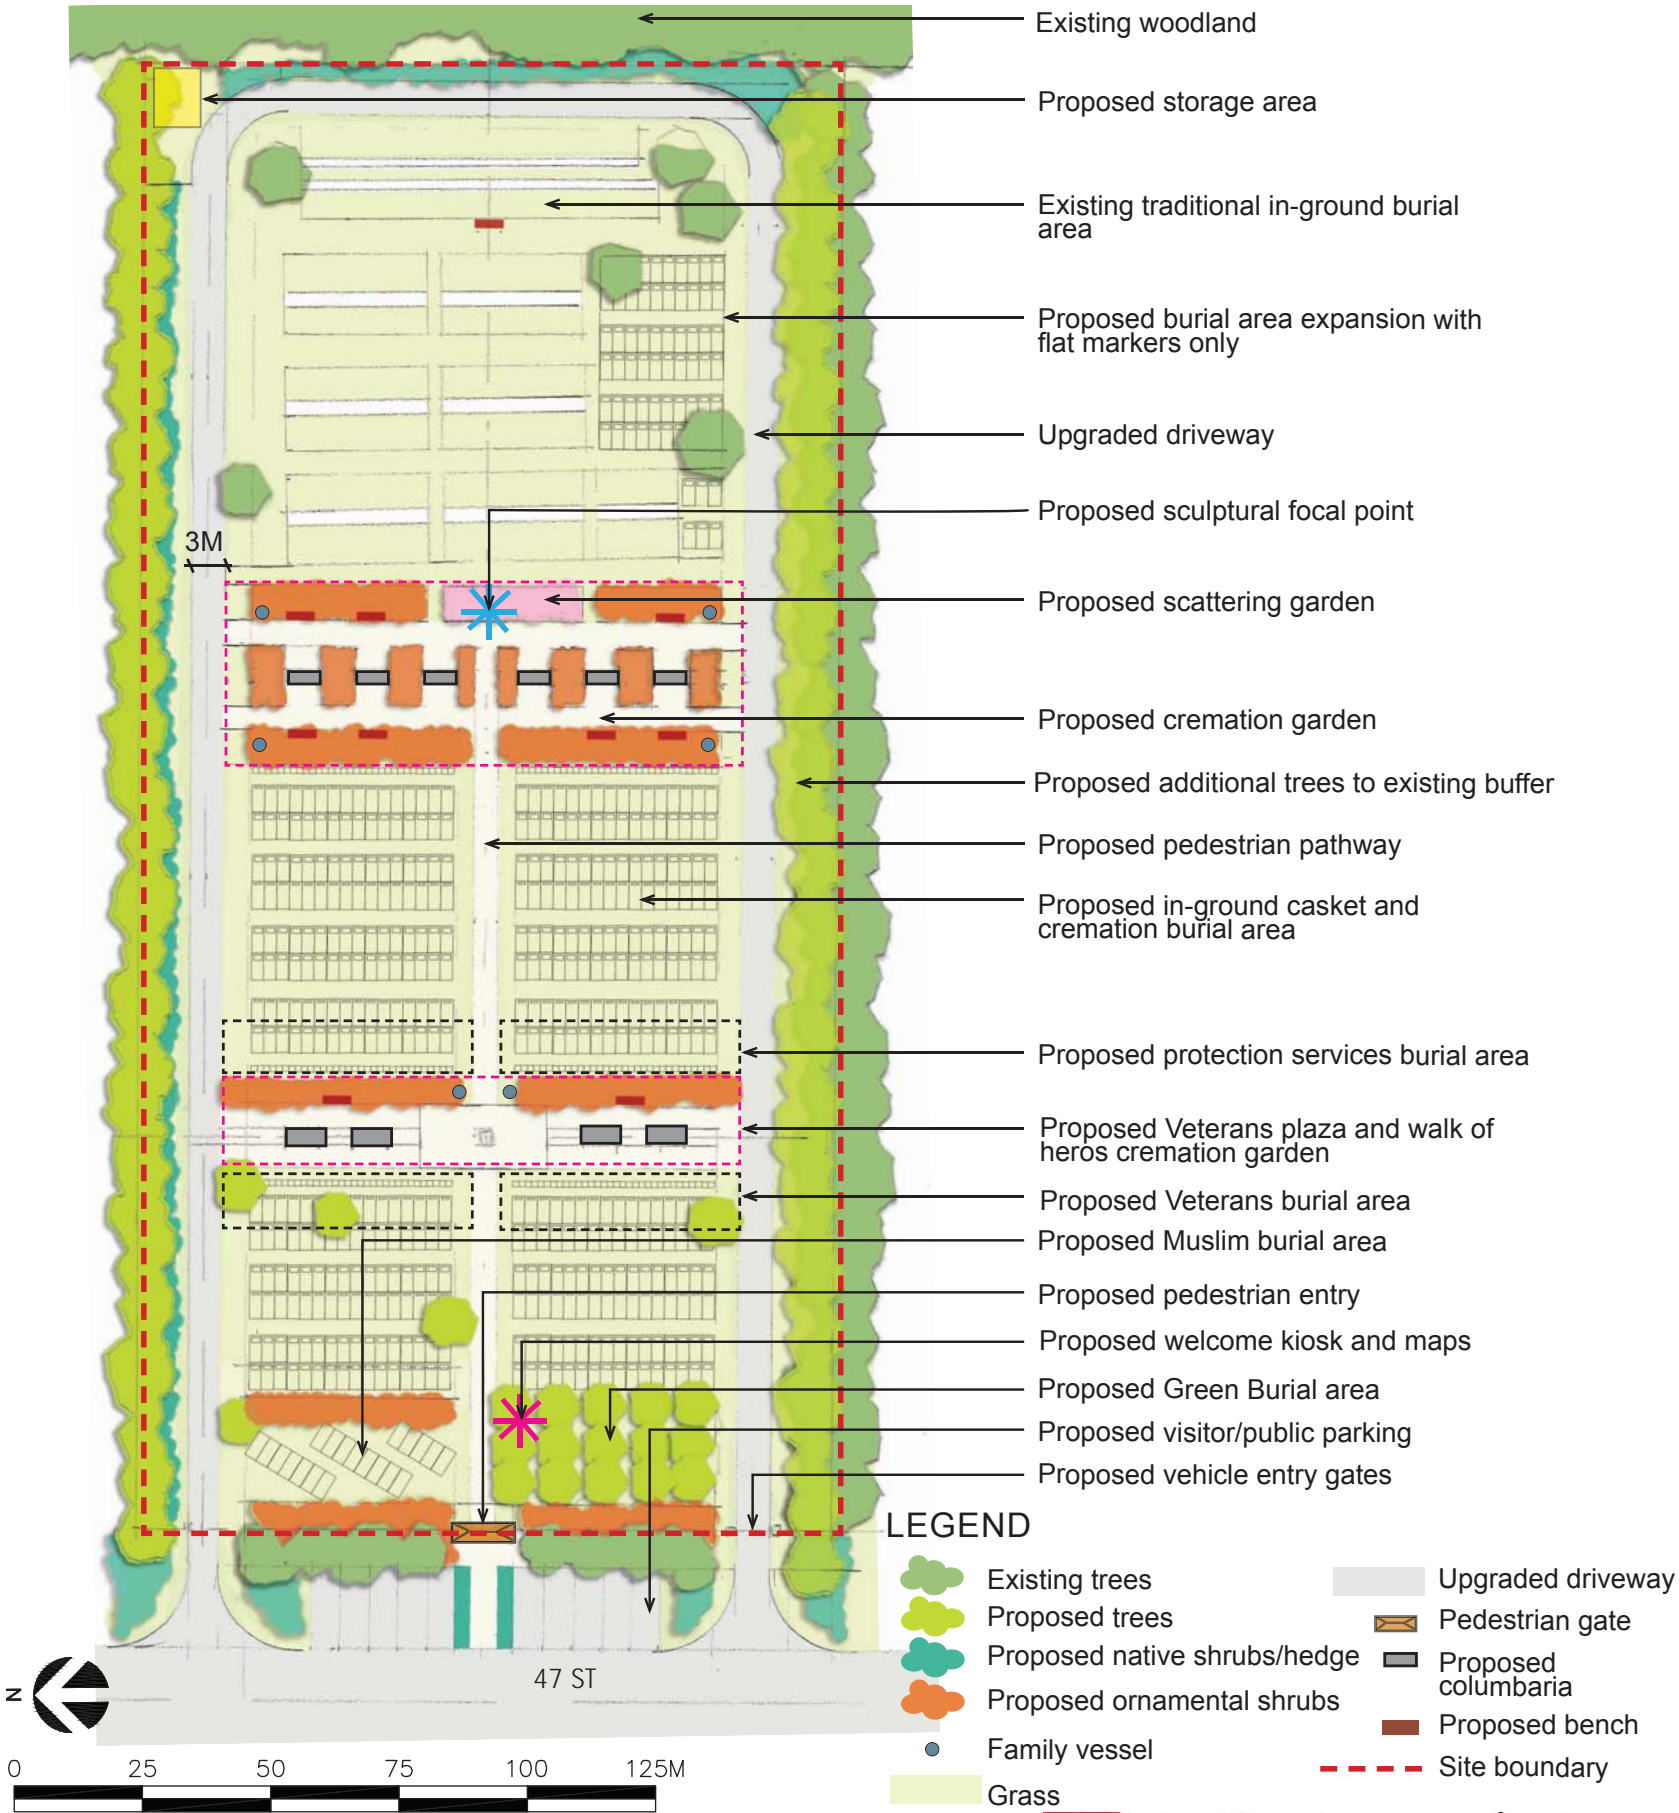 Existing woodland
Proposed storage area
Existing traditional in-ground burial
area
Proposed burial area expansion with
flat markers only
Upgraded driveway
Proposed sculptural focal point
3M
Proposed scattering garden
Proposed cremation garden
Proposed additional trees to existing buffer
Proposed pedestrian pathway
Proposed in-ground casket and
cremation burial area
Proposed protection services burial area
Proposed Veterans plaza and walk of
heros cremation garden
Proposed Veterans burial area
Proposed Muslim burial area
Proposed pedestrian entry
Proposed welcome kiosk and maps
Proposed Green Burial area
Proposed visitor/public parking
Proposed vehicle entry gates
LEGEND
Existing trees
Proposed trees
Proposed native shrubs/hedge
Proposed ornamental shrubs
Family vessel
Grass
Upgraded driveway
Pedestrian gate
Proposed
columbaria
Proposed bench
Site boundary
47 ST
N
0 25 50 75 100 125M